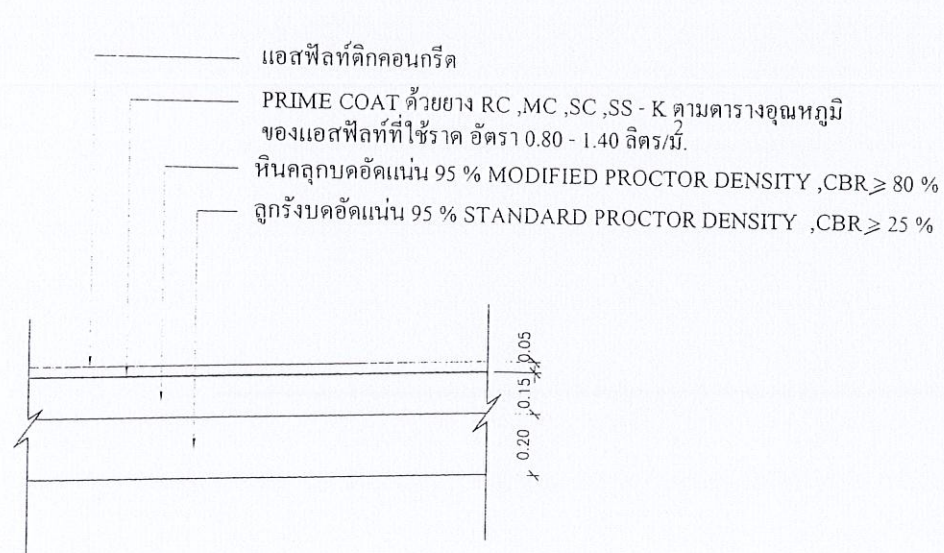 แอสฟัลท์ติกคอนกรีต
PRIME COAT ด้วยยาง RC ,MC ,SC ,SS - K ตามตารางอุณหภูมิ
ของแอสฟัลท์ที่ใช้ราด อัตรา 0.80 - 1.40 ลิตร/ม.²
หินคลุกบดอัดแน่น 95 % MODIFIED PROCTOR DENSITY ,CBR ⩾ 80 %
ลูกรังบดอัดแน่น 95 % STANDARD PROCTOR DENSITY ,CBR ⩾ 25 %
0.05
0.15
0.20